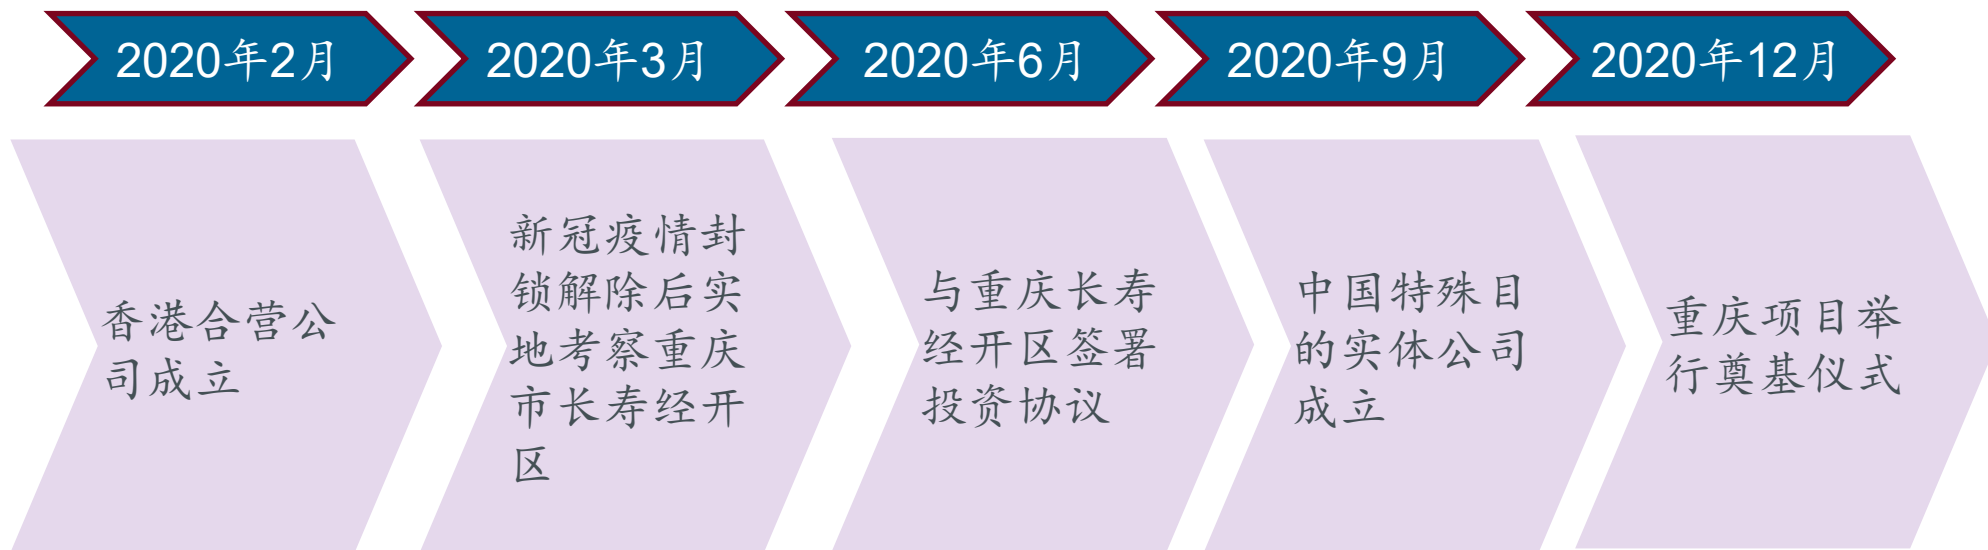 2020年2月
2020年3月
2020年6月
2020年9月
2020年12月
香港合营公
司成立
新冠疫情封
锁解除后实
地考察重庆
市长寿经开
区
与重庆长寿
经开区签署
投资协议
中国特殊目
的实体公司
成立
重庆项目举
行奠基仪式